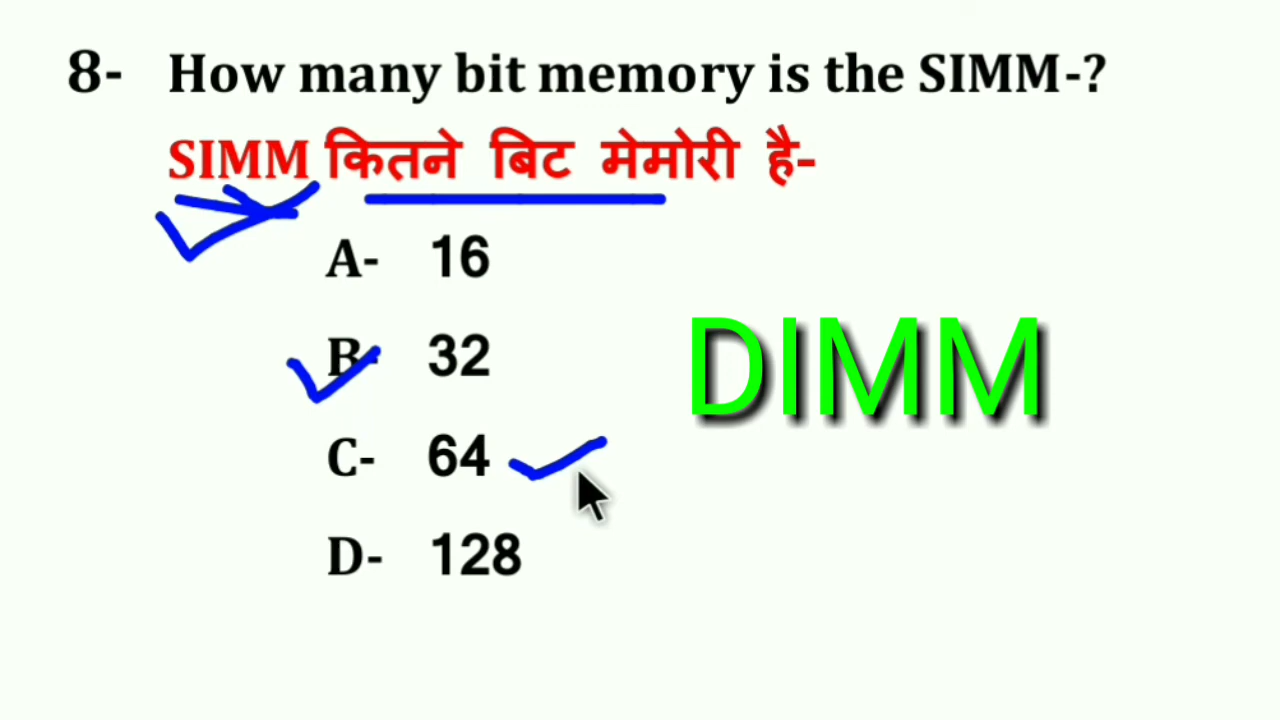 8- How many bit memory is the SIMM-?
SIMM कितने बिट मेमोरी है-
A- 16
B- 32
DIMM
C- 64
D- 128